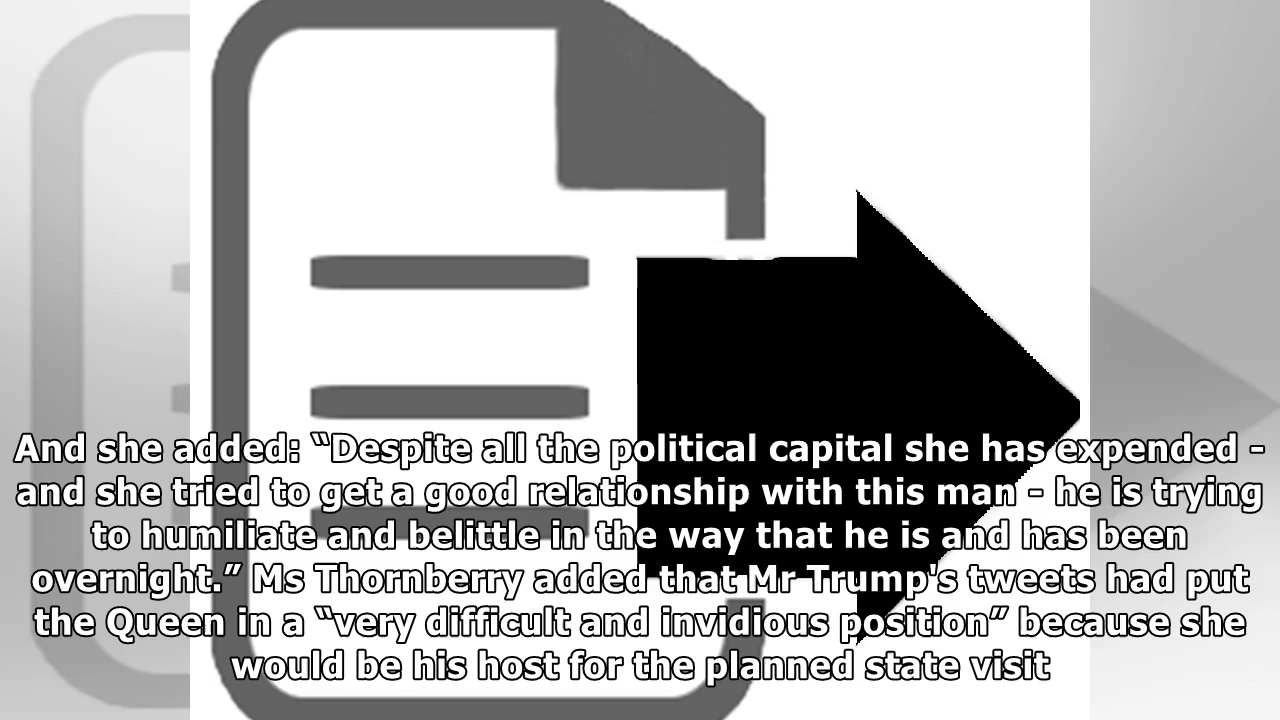 And she added: “Despite all the political capital she has expended -
and she tried to get a good relationship with this man - he is trying
to humiliate and belittle in the way that he is and has been
overnight.” Ms Thornberry added that Mr Trump's tweets had put
the Queen in a “very difficult and invidious position” because she
would be his host for the planned state visit